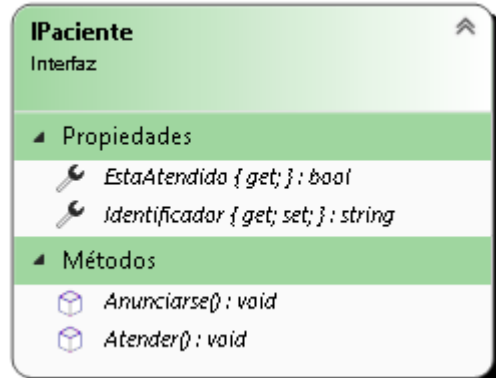 IPaciente
Interfaz
Propiedades
EstaAtendido { get; } : bool
Identificador { get; set; } : string
Métodos
Anunciarse() : void
Atender() : void